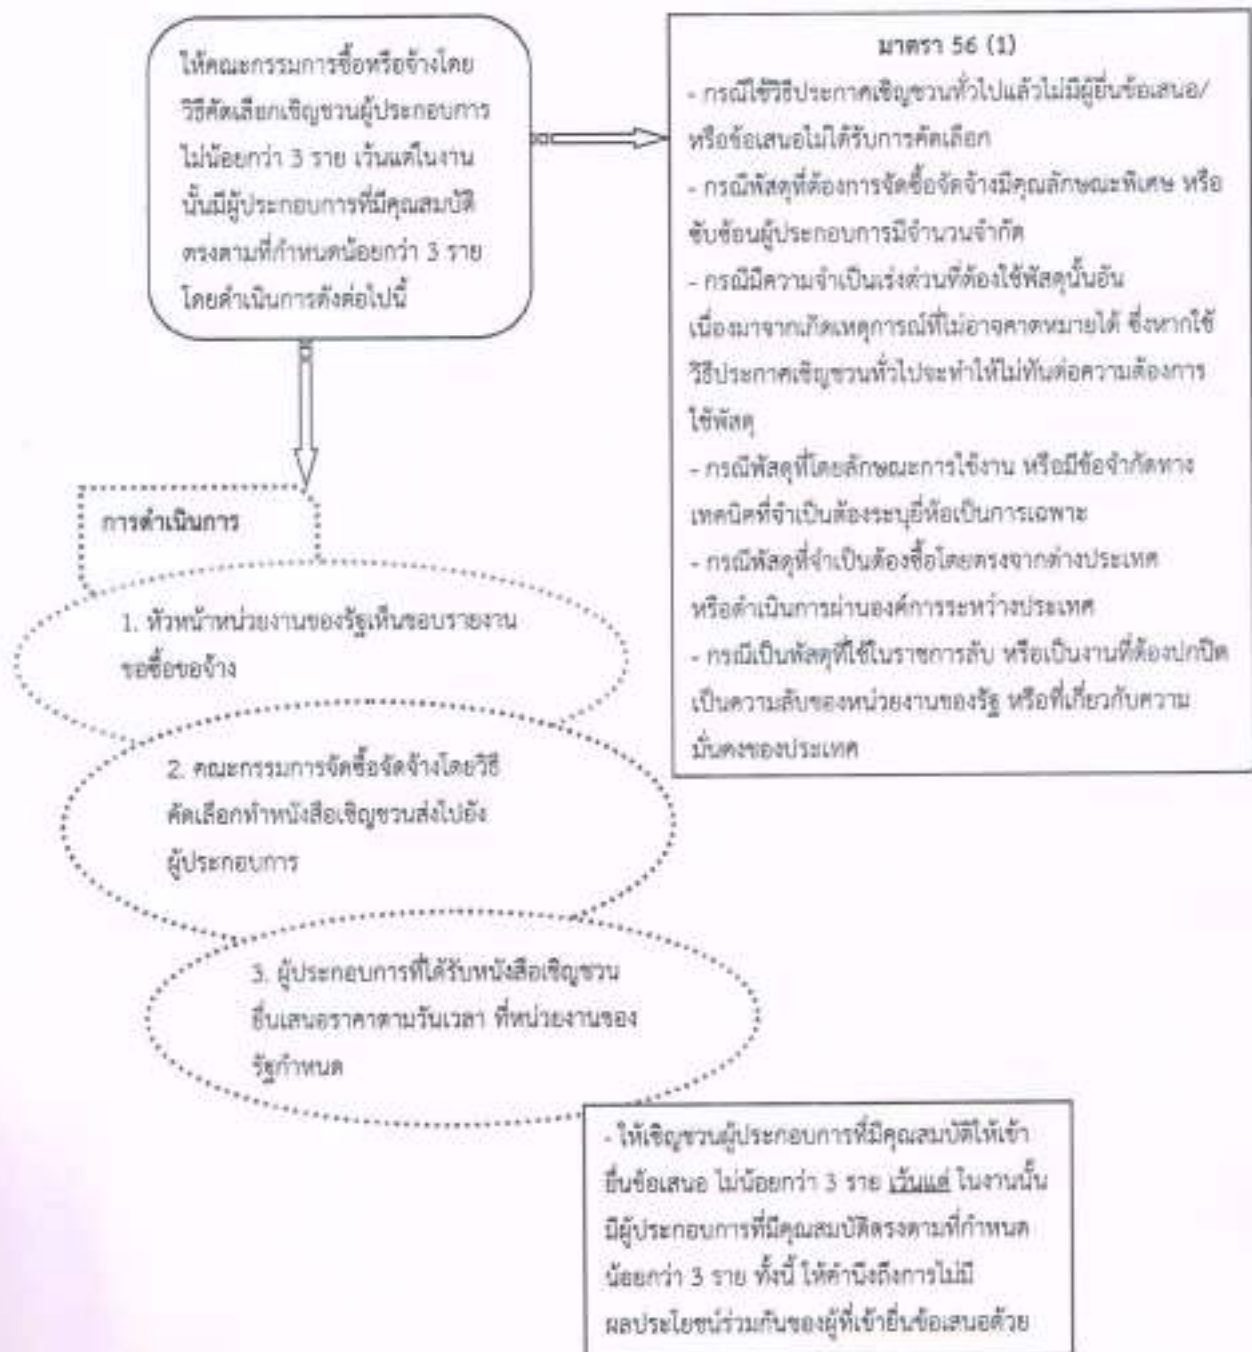 ให้คณะกรรมการซื้อหรือจ้างโดย
วิธีคัดเลือกเชิญชวนผู้ประกอบการ
ไม่น้อยกว่า 3 ราย เว้นแต่ในงาน
นั้นมีผู้ประกอบการที่มีคุณสมบัติ
ตรงตามที่กำหนดน้อยกว่า 3 ราย
โดยดำเนินการดังต่อไปนี้
มาตรา 56 (1)
- กรณีใช้วิธีประกาศเชิญชวนทั่วไปแล้วไม่มีผู้ยื่นข้อเสนอ/
หรือข้อเสนอไม่ได้รับการคัดเลือก
- กรณีพัสดุที่ต้องการจัดซื้อจัดจ้างมีคุณลักษณะพิเศษ หรือ
ซับซ้อนผู้ประกอบการมีจำนวนจำกัด
- กรณีมีความจำเป็นเร่งด่วนที่ต้องใช้พัสดุนั้นอัน
เนื่องมาจากเกิดเหตุการณ์ที่ไม่อาจคาดหมายได้ ซึ่งหากใช้
วิธีประกาศเชิญชวนทั่วไปจะทำให้ไม่ทันต่อความต้องการ
ใช้พัสดุ
- กรณีพัสดุที่โดยลักษณะการใช้งาน หรือมีข้อจำกัดทาง
เทคนิคที่จำเป็นต้องระบุยี่ห้อเป็นการเฉพาะ
- กรณีพัสดุที่จำเป็นต้องซื้อโดยตรงจากต่างประเทศ
หรือดำเนินการผ่านองค์การระหว่างประเทศ
- กรณีเป็นพัสดุที่ใช้ในราชการลับ หรือเป็นงานที่ต้องปกปิด
เป็นความลับของหน่วยงานของรัฐ หรือที่เกี่ยวกับความ
มั่นคงของประเทศ
การดำเนินการ
1. หัวหน้าหน่วยงานของรัฐเห็นชอบรายงาน
ขอซื้อขอจ้าง
2. คณะกรรมการจัดซื้อจัดจ้างโดยวิธี
คัดเลือกทำหนังสือเชิญชวนส่งไปยัง
ผู้ประกอบการ
3. ผู้ประกอบการที่ได้รับหนังสือเชิญชวน
ยื่นเสนอราคาตามวันเวลา ที่หน่วยงานของ
รัฐกำหนด
- ให้เชิญชวนผู้ประกอบการที่มีคุณสมบัติให้เข้า
ยื่นข้อเสนอ ไม่น้อยกว่า 3 ราย เว้นแต่ ในงานนั้น
มีผู้ประกอบการที่มีคุณสมบัติตรงตามที่กำหนด
น้อยกว่า 3 ราย ทั้งนี้ ให้คำนึงถึงการไม่มี
ผลประโยชน์ร่วมกันของผู้ที่เข้ายื่นข้อเสนอด้วย